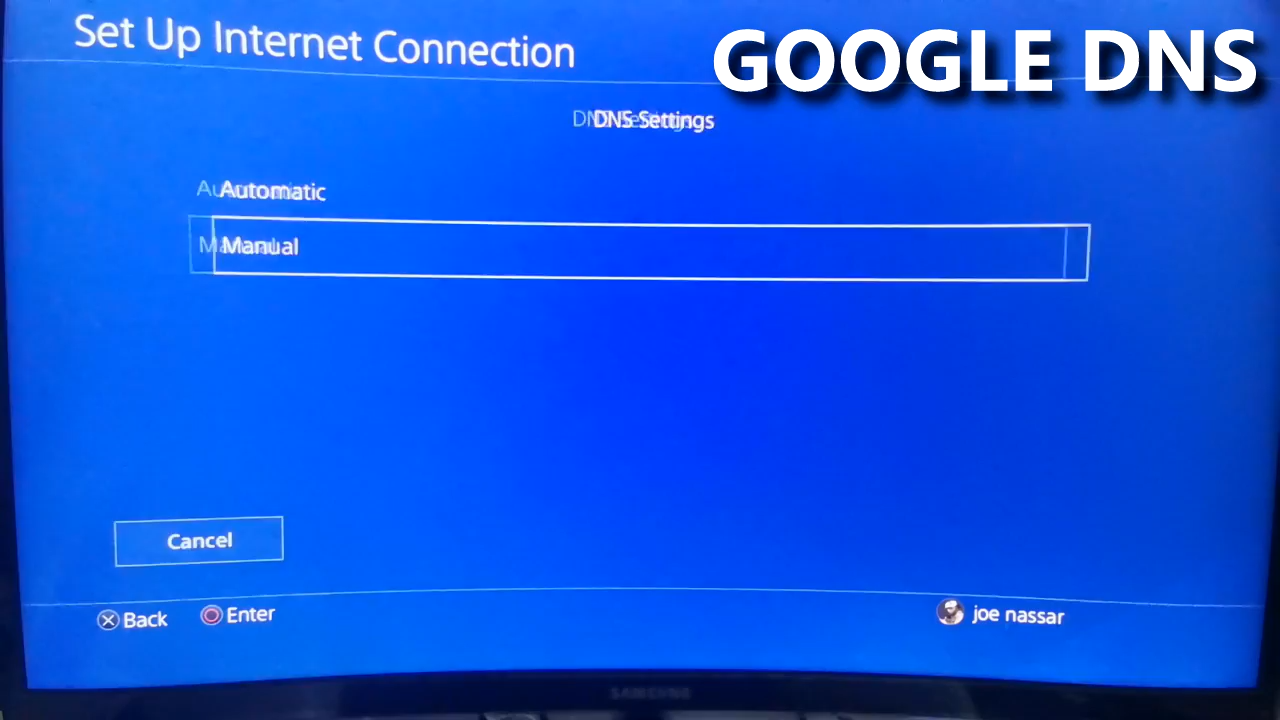 Set Up Internet Connection
GOOGLE DNS
DNS Settings
Automatic
Manual
Cancel
Back
Enter
joe nassar
SAMSUNG